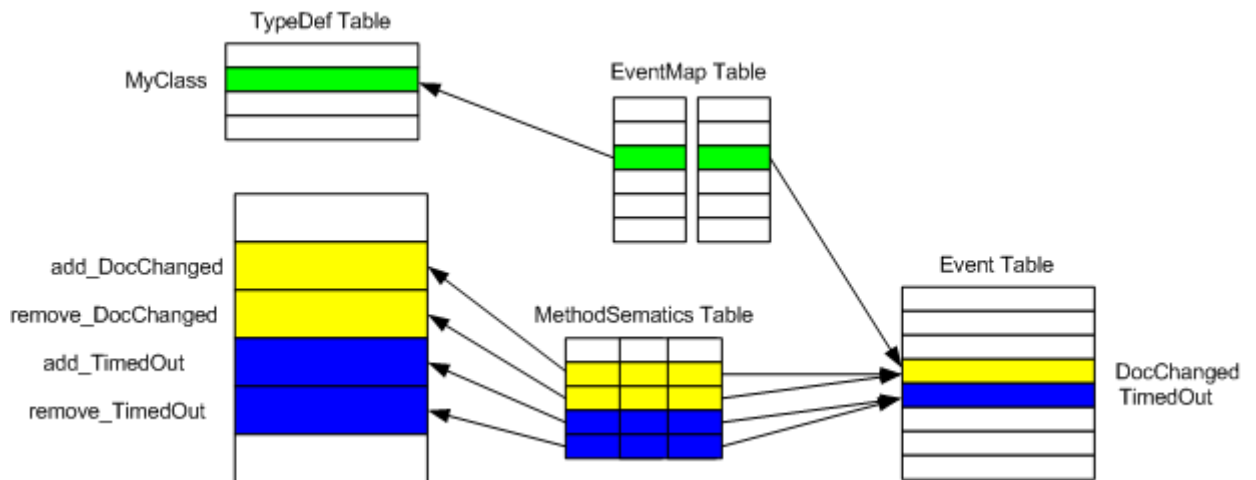 TypeDef Table
MyClass
EventMap Table
add_DocChanged
remove_DocChanged
add_TimedOut
remove_TimedOut
MethodSematics Table
Event Table
DocChanged
TimedOut